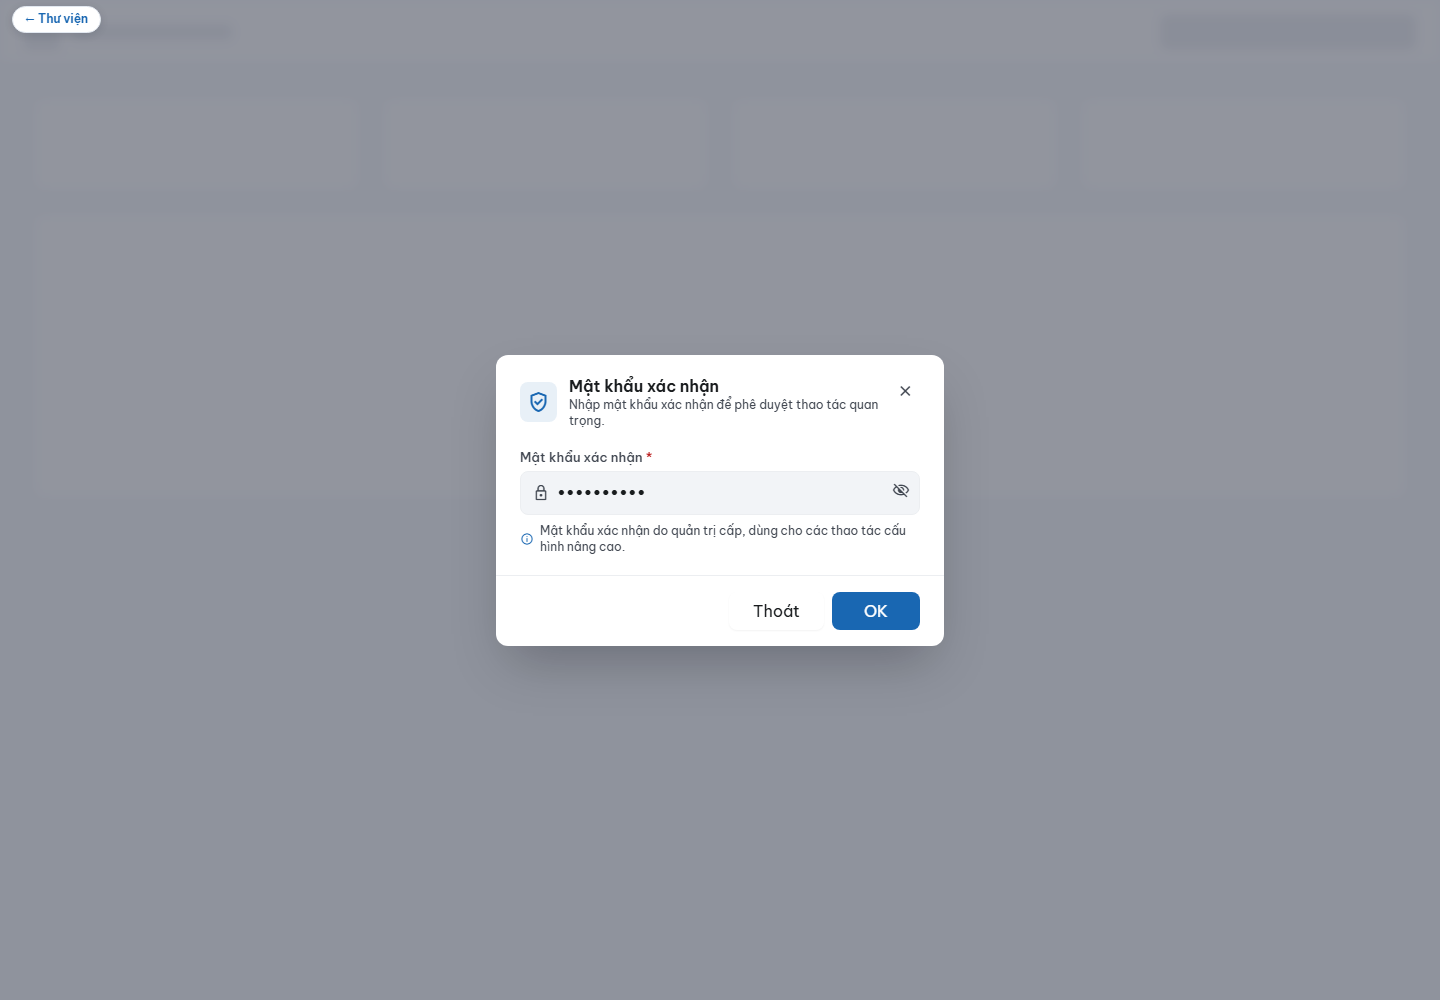 ← Thư viện
Mật khẩu xác nhận
Nhập mật khẩu xác nhận để phê duyệt thao tác quan
trọng.
Mật khẩu xác nhận *
••••••••••
Mật khẩu xác nhận do quản trị cấp, dùng cho các thao tác cấu
hình nâng cao.
Thoát
OK